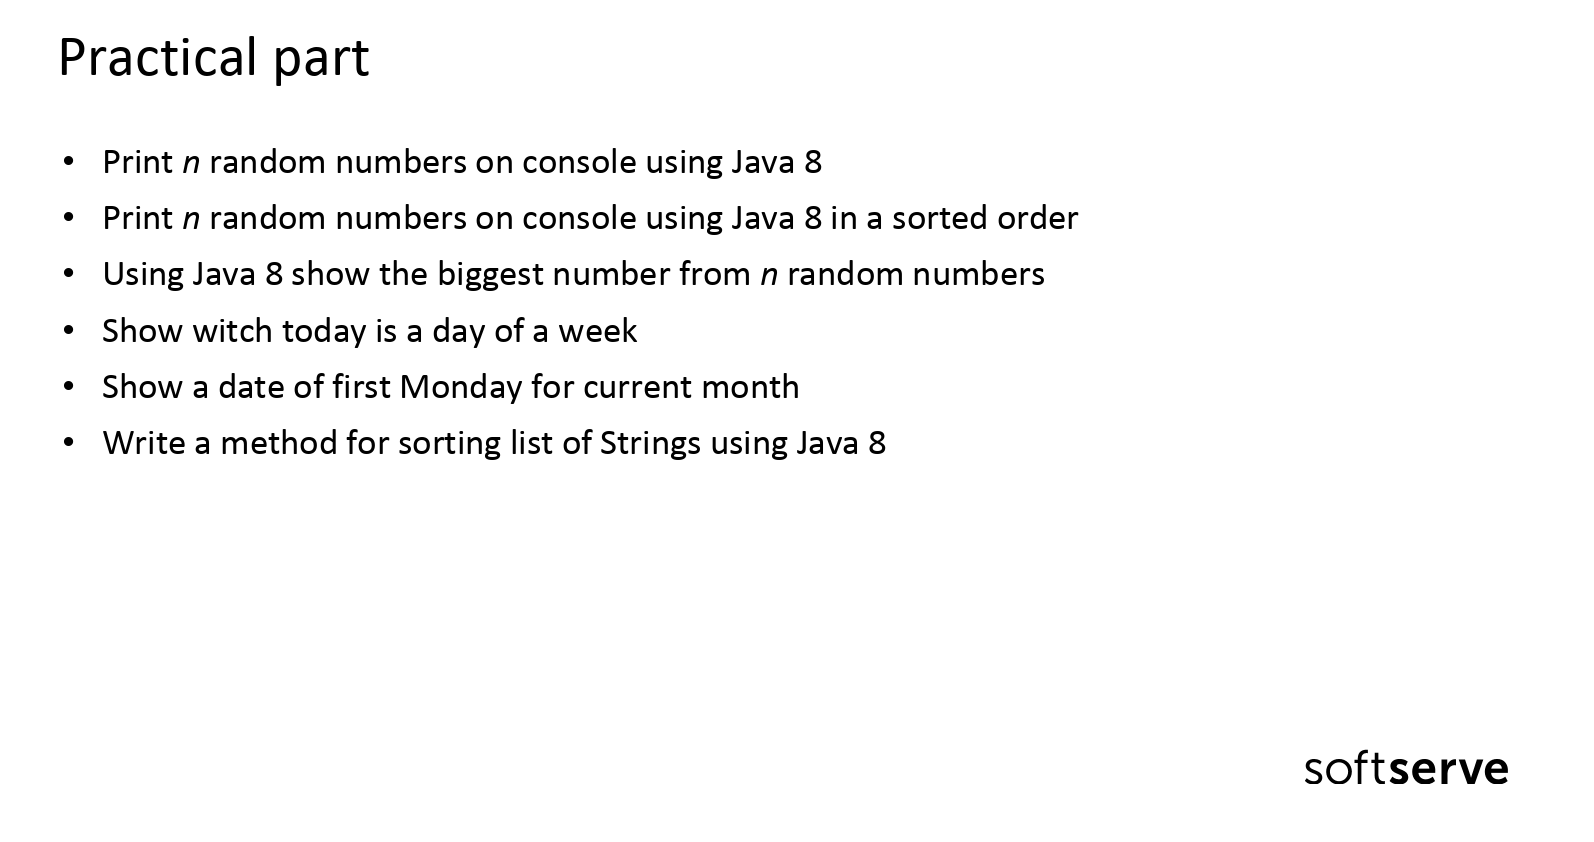 Practical part
• Print n random numbers on console using Java 8
• Print n random numbers on console using Java 8 in a sorted order
• Using Java 8 show the biggest number from n random numbers
• Show witch today is a day of a week
• Show a date of first Monday for current month
• Write a method for sorting list of Strings using Java 8
softserve